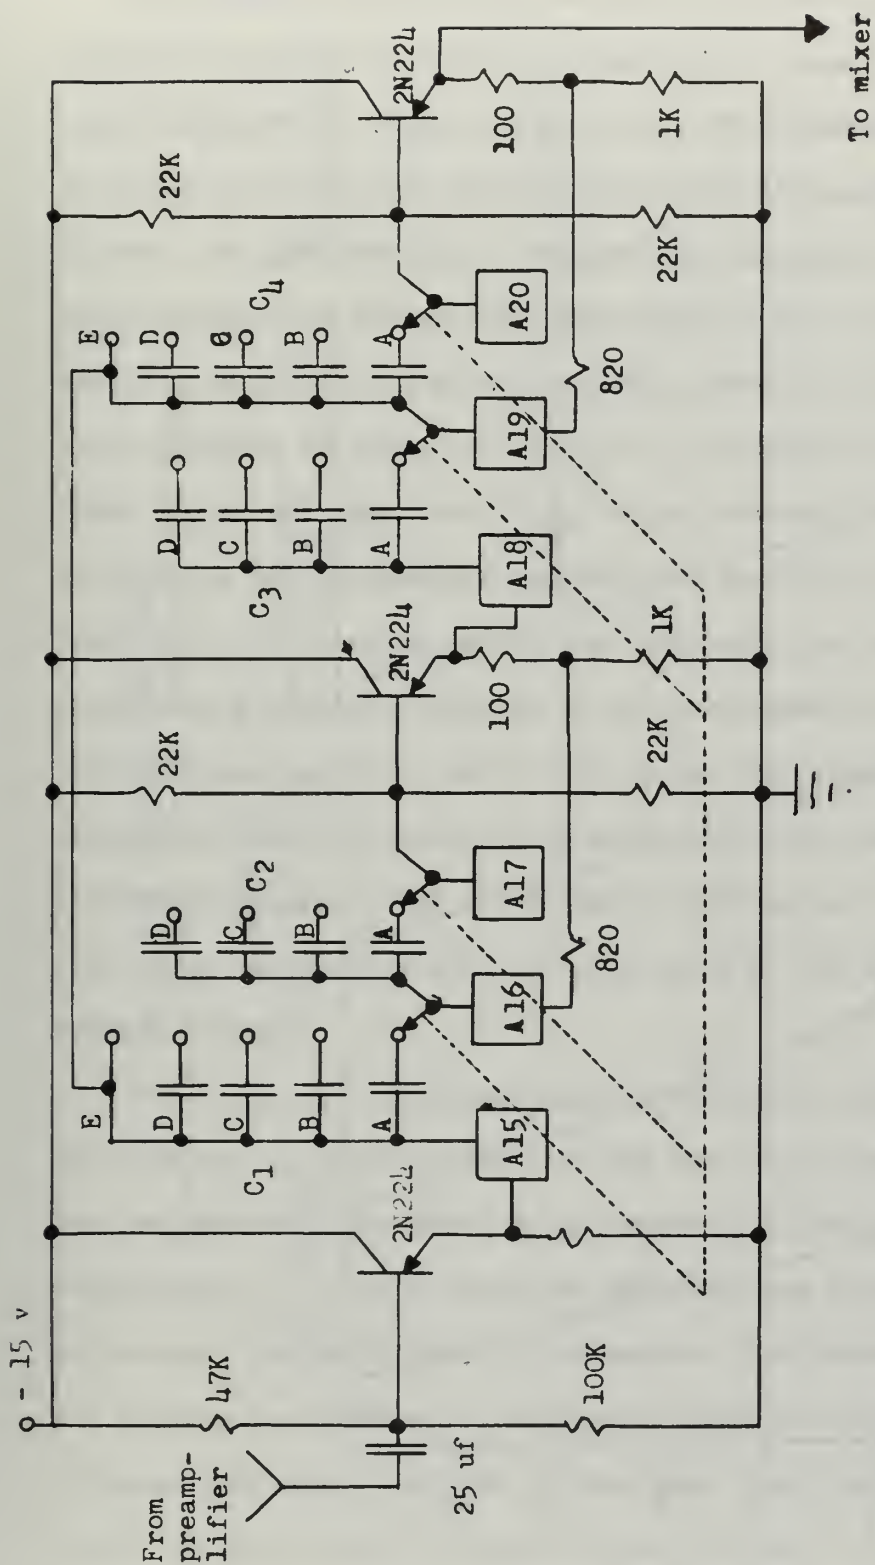 - 15 v
From
preamp-
lifier
47K
25 uf
100K
2N224
A15
C1
E
D
C
B
A
A16
C2
D
C
B
A
A17
820
22K
22K
2N224
100
1K
A18
C3
D
C
B
A
A19
C4
E
D
C
B
A
A20
820
22K
22K
2N224
100
1K
To mixer